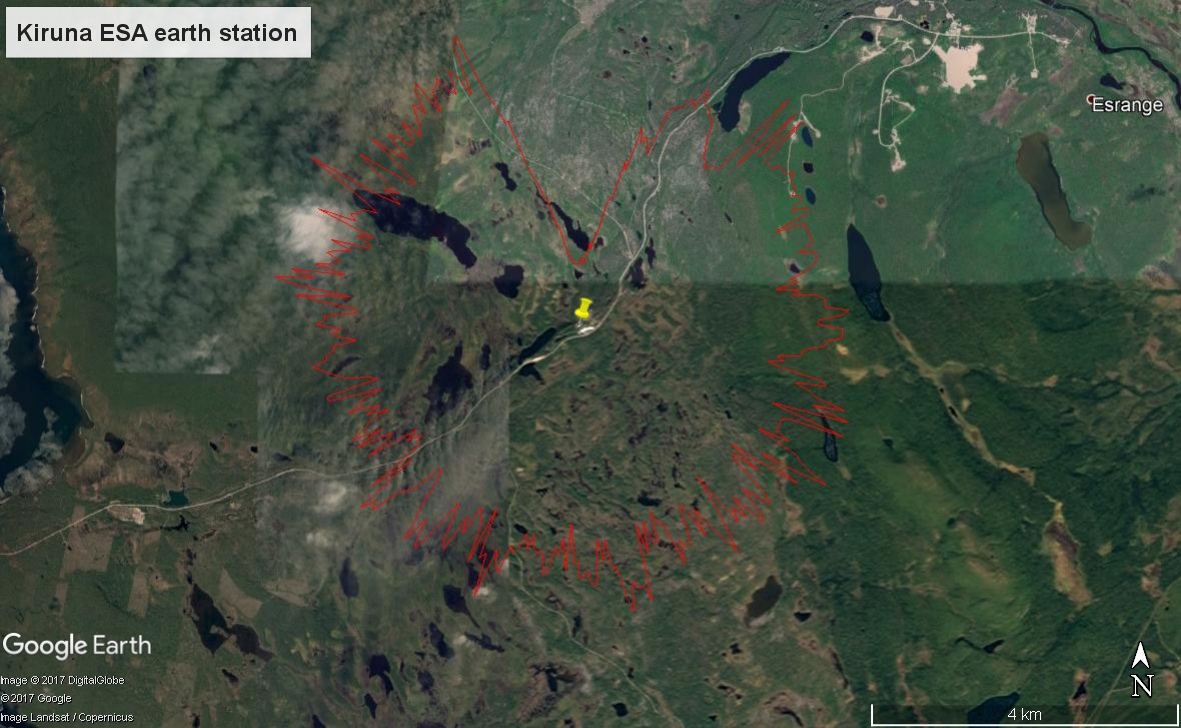 Kiruna ESA earth station
Esrange
Google Earth
Image © 2017 DigitalGlobe
©2017 Google
Image Landsat / Copernicus
N
4 km